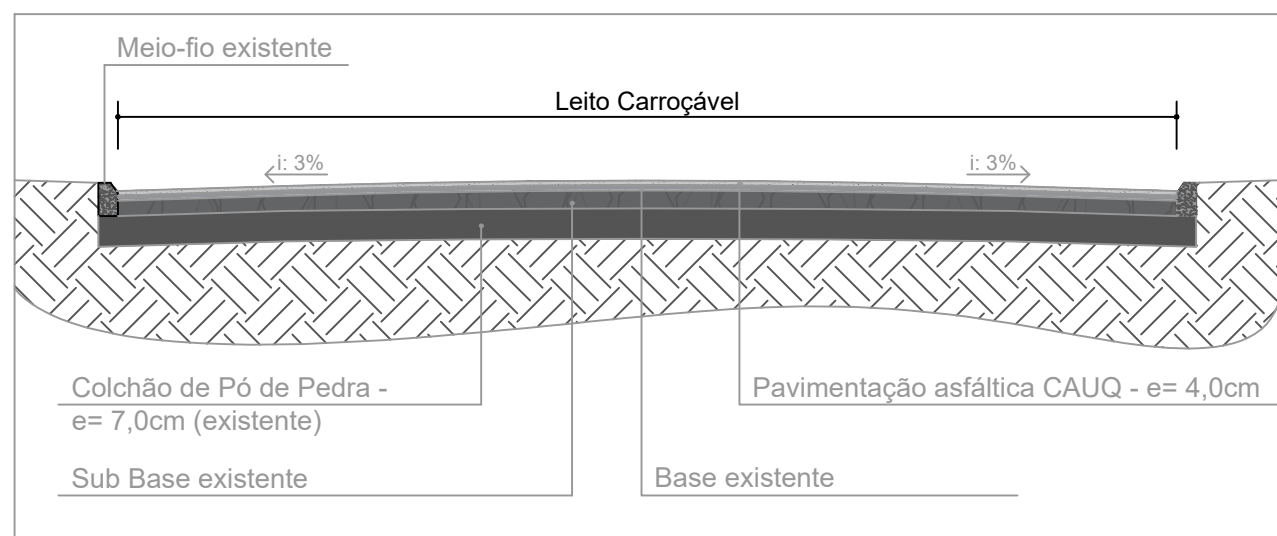 Meio-fio existente
Leito Carroçável
i: 3%
i: 3%
Colchão de Pó de Pedra -
e= 7,0cm (existente)
Pavimentação asfáltica CAUQ - e= 4,0cm
Sub Base existente
Base existente